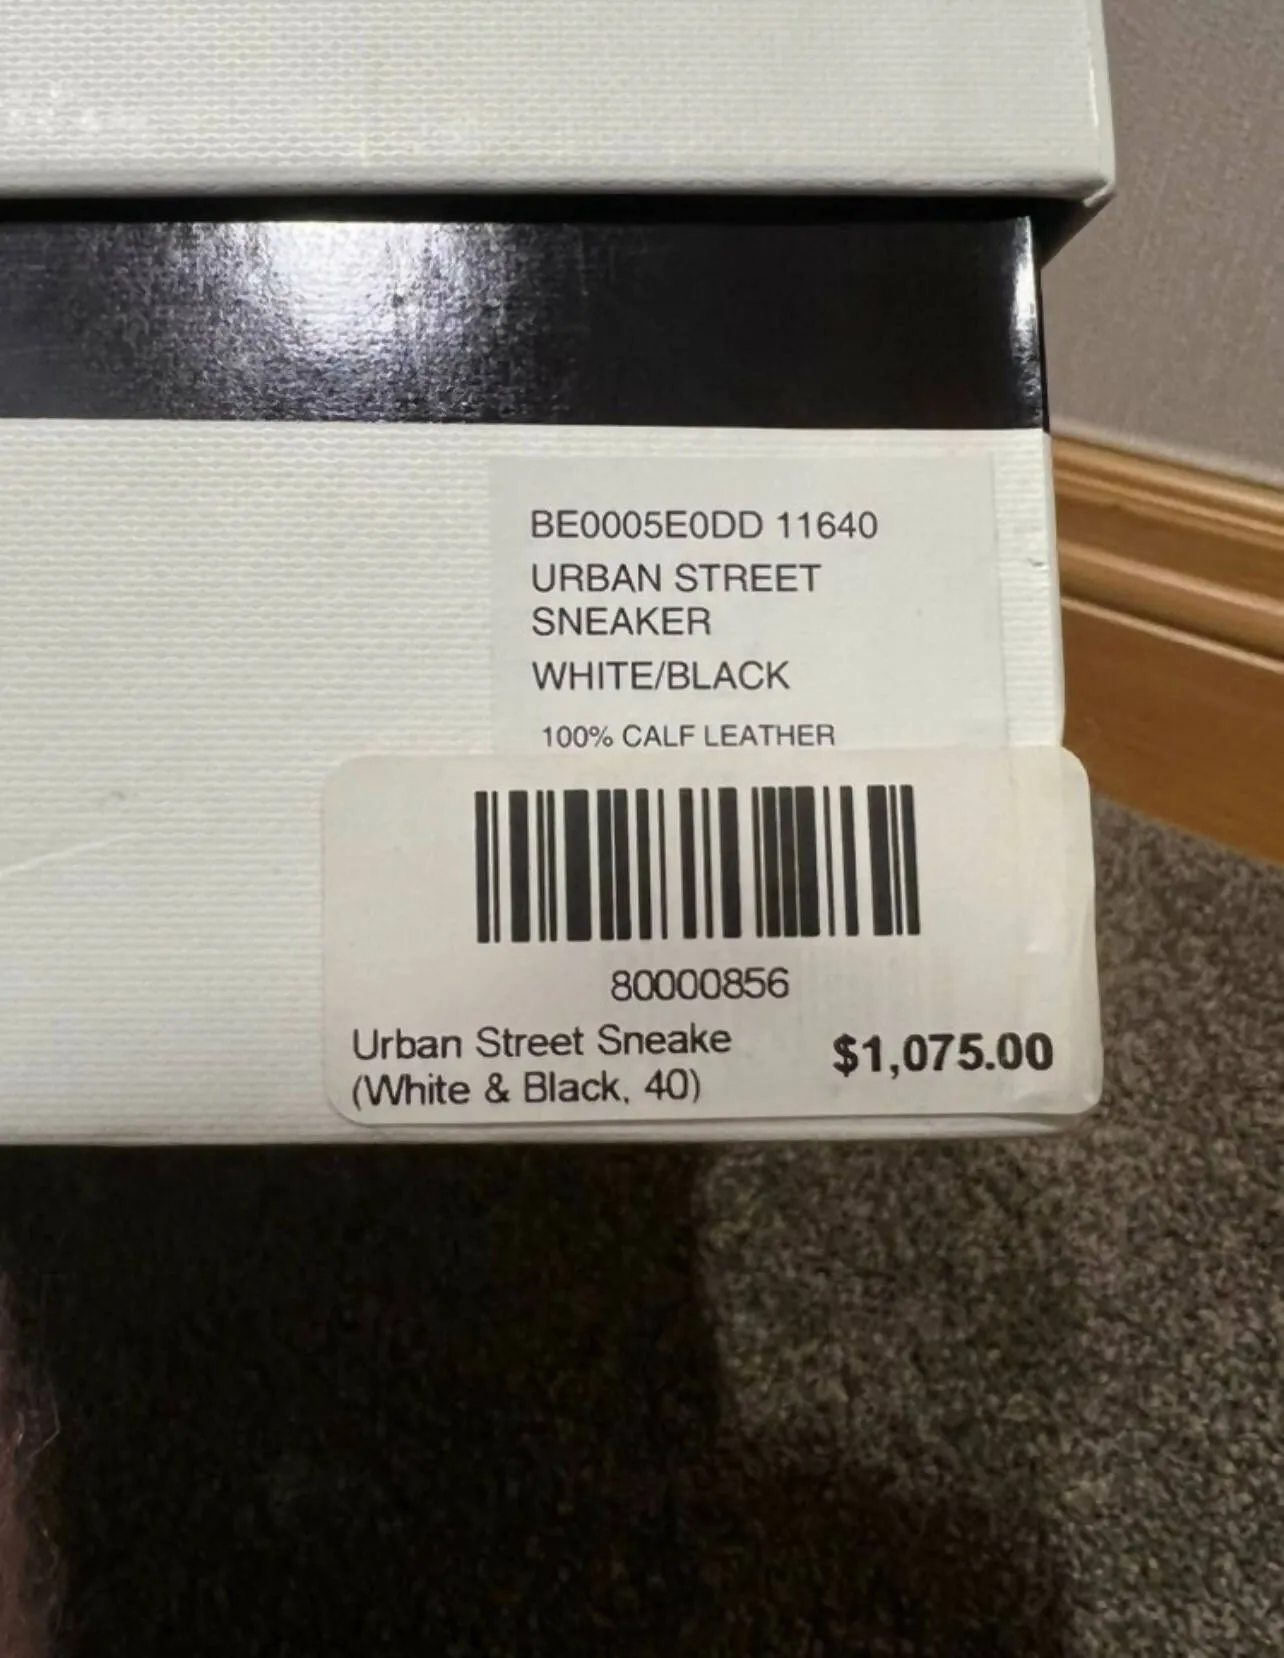 BE0005E0DD 11640
URBAN STREET
SNEAKER
WHITE/BLACK
100% CALF LEATHER
80000856
Urban Street Sneake
(White & Black, 40)
$1,075.00